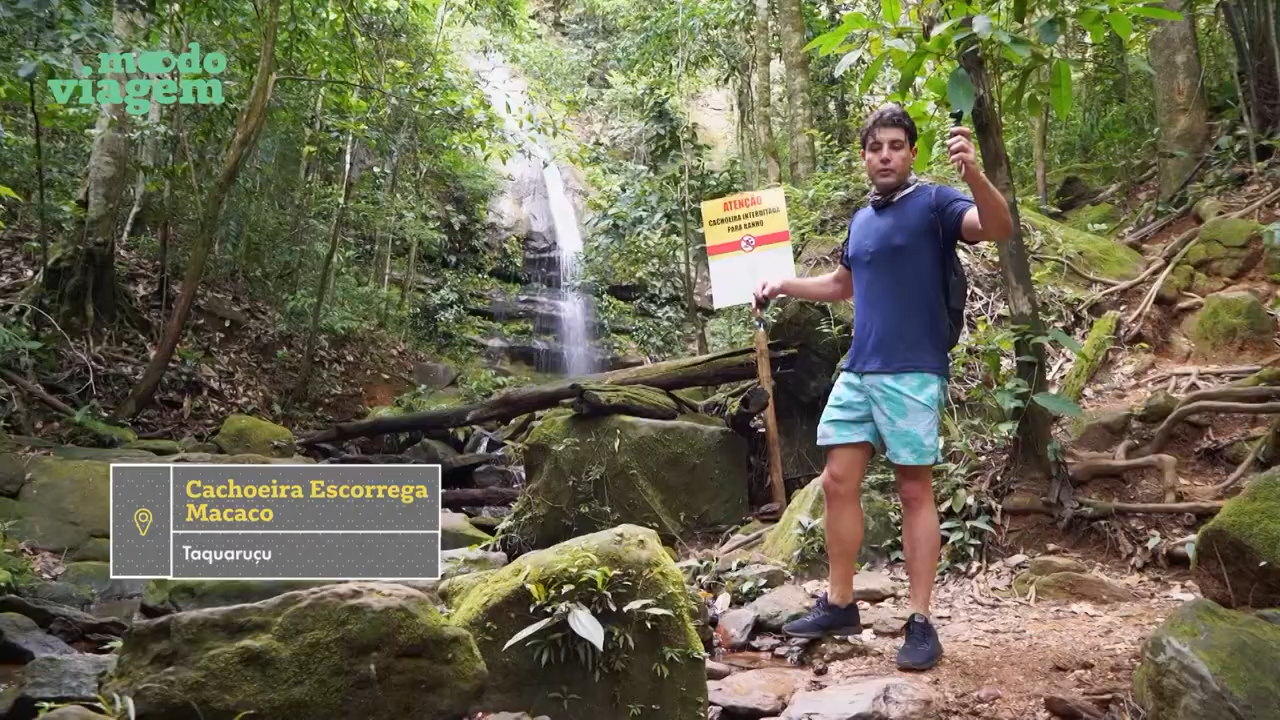 modo
viagem
ATENÇÃO
CACHOEIRA INTERDITADA
PARA BANHO
Cachoeira Escorrega
Macaco
Taquaruçu